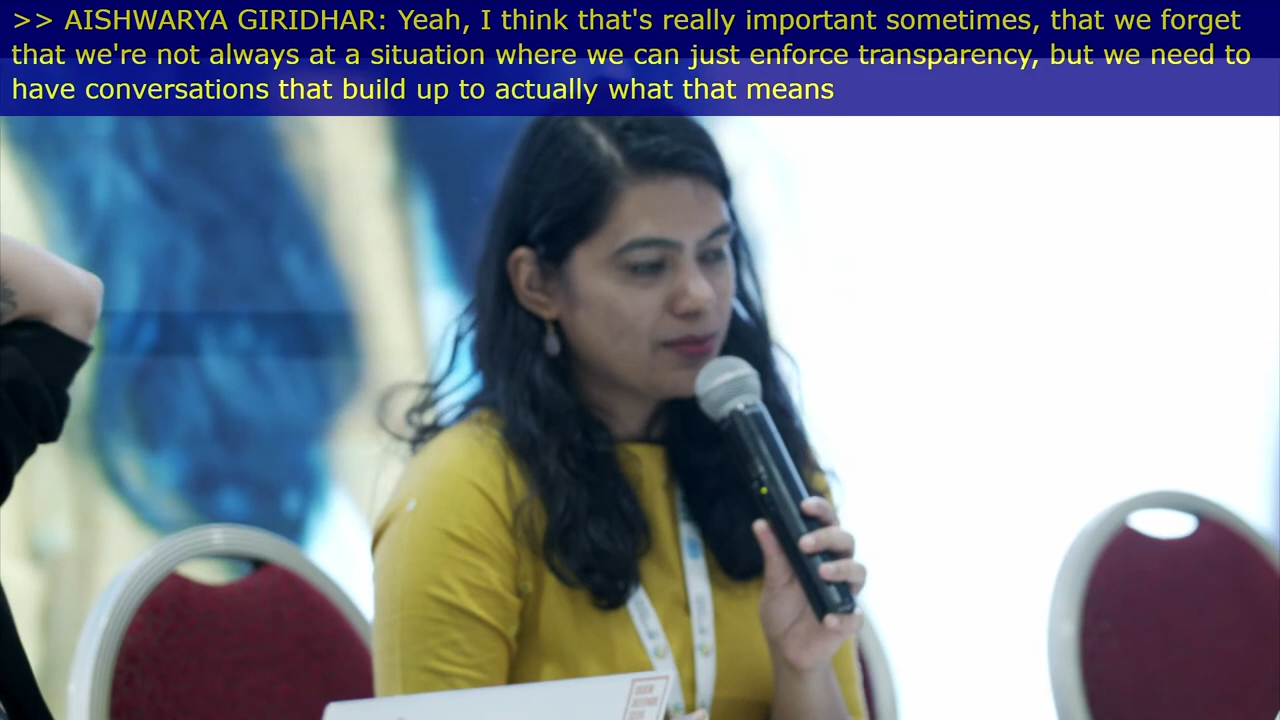 >> AISHWARYA GIRIDHAR: Yeah, I think that's really important sometimes, that we forget
that we're not always at a situation where we can just enforce transparency, but we need to
have conversations that build up to actually what that means